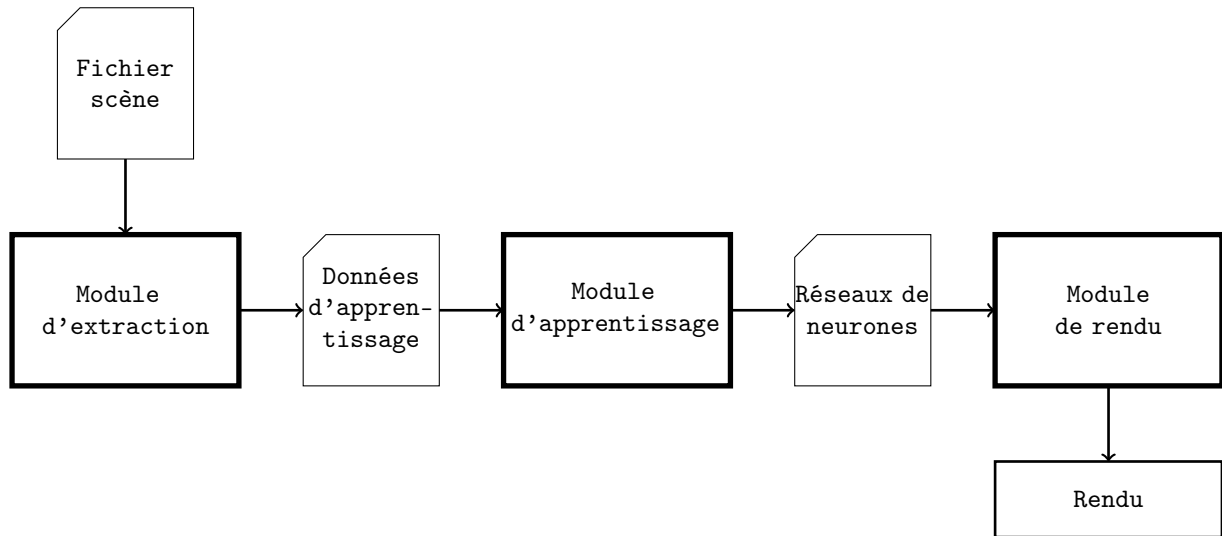 Fichier
scène
Module
d'extraction
Données
d'appren-
tissage
Module
d'apprentissage
Réseaux de
neurones
Module
de rendu
Rendu